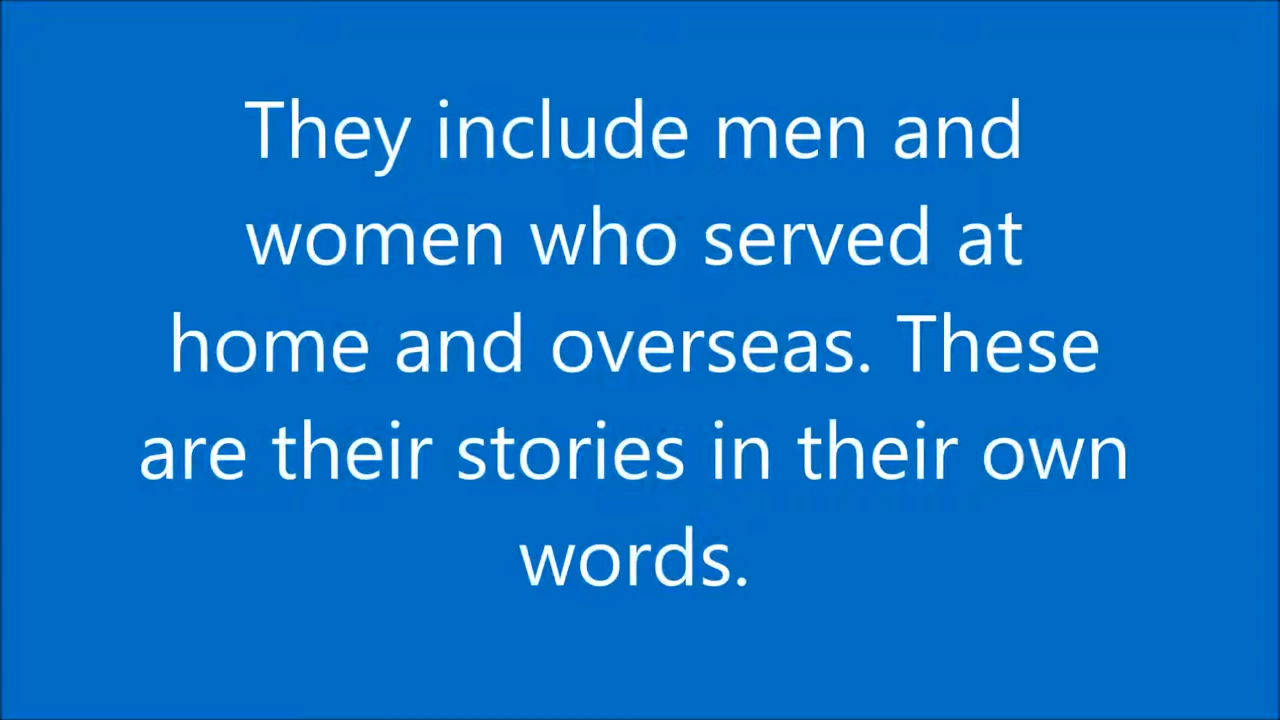 They include men and
women who served at
home and overseas. These
are their stories in their own
words.